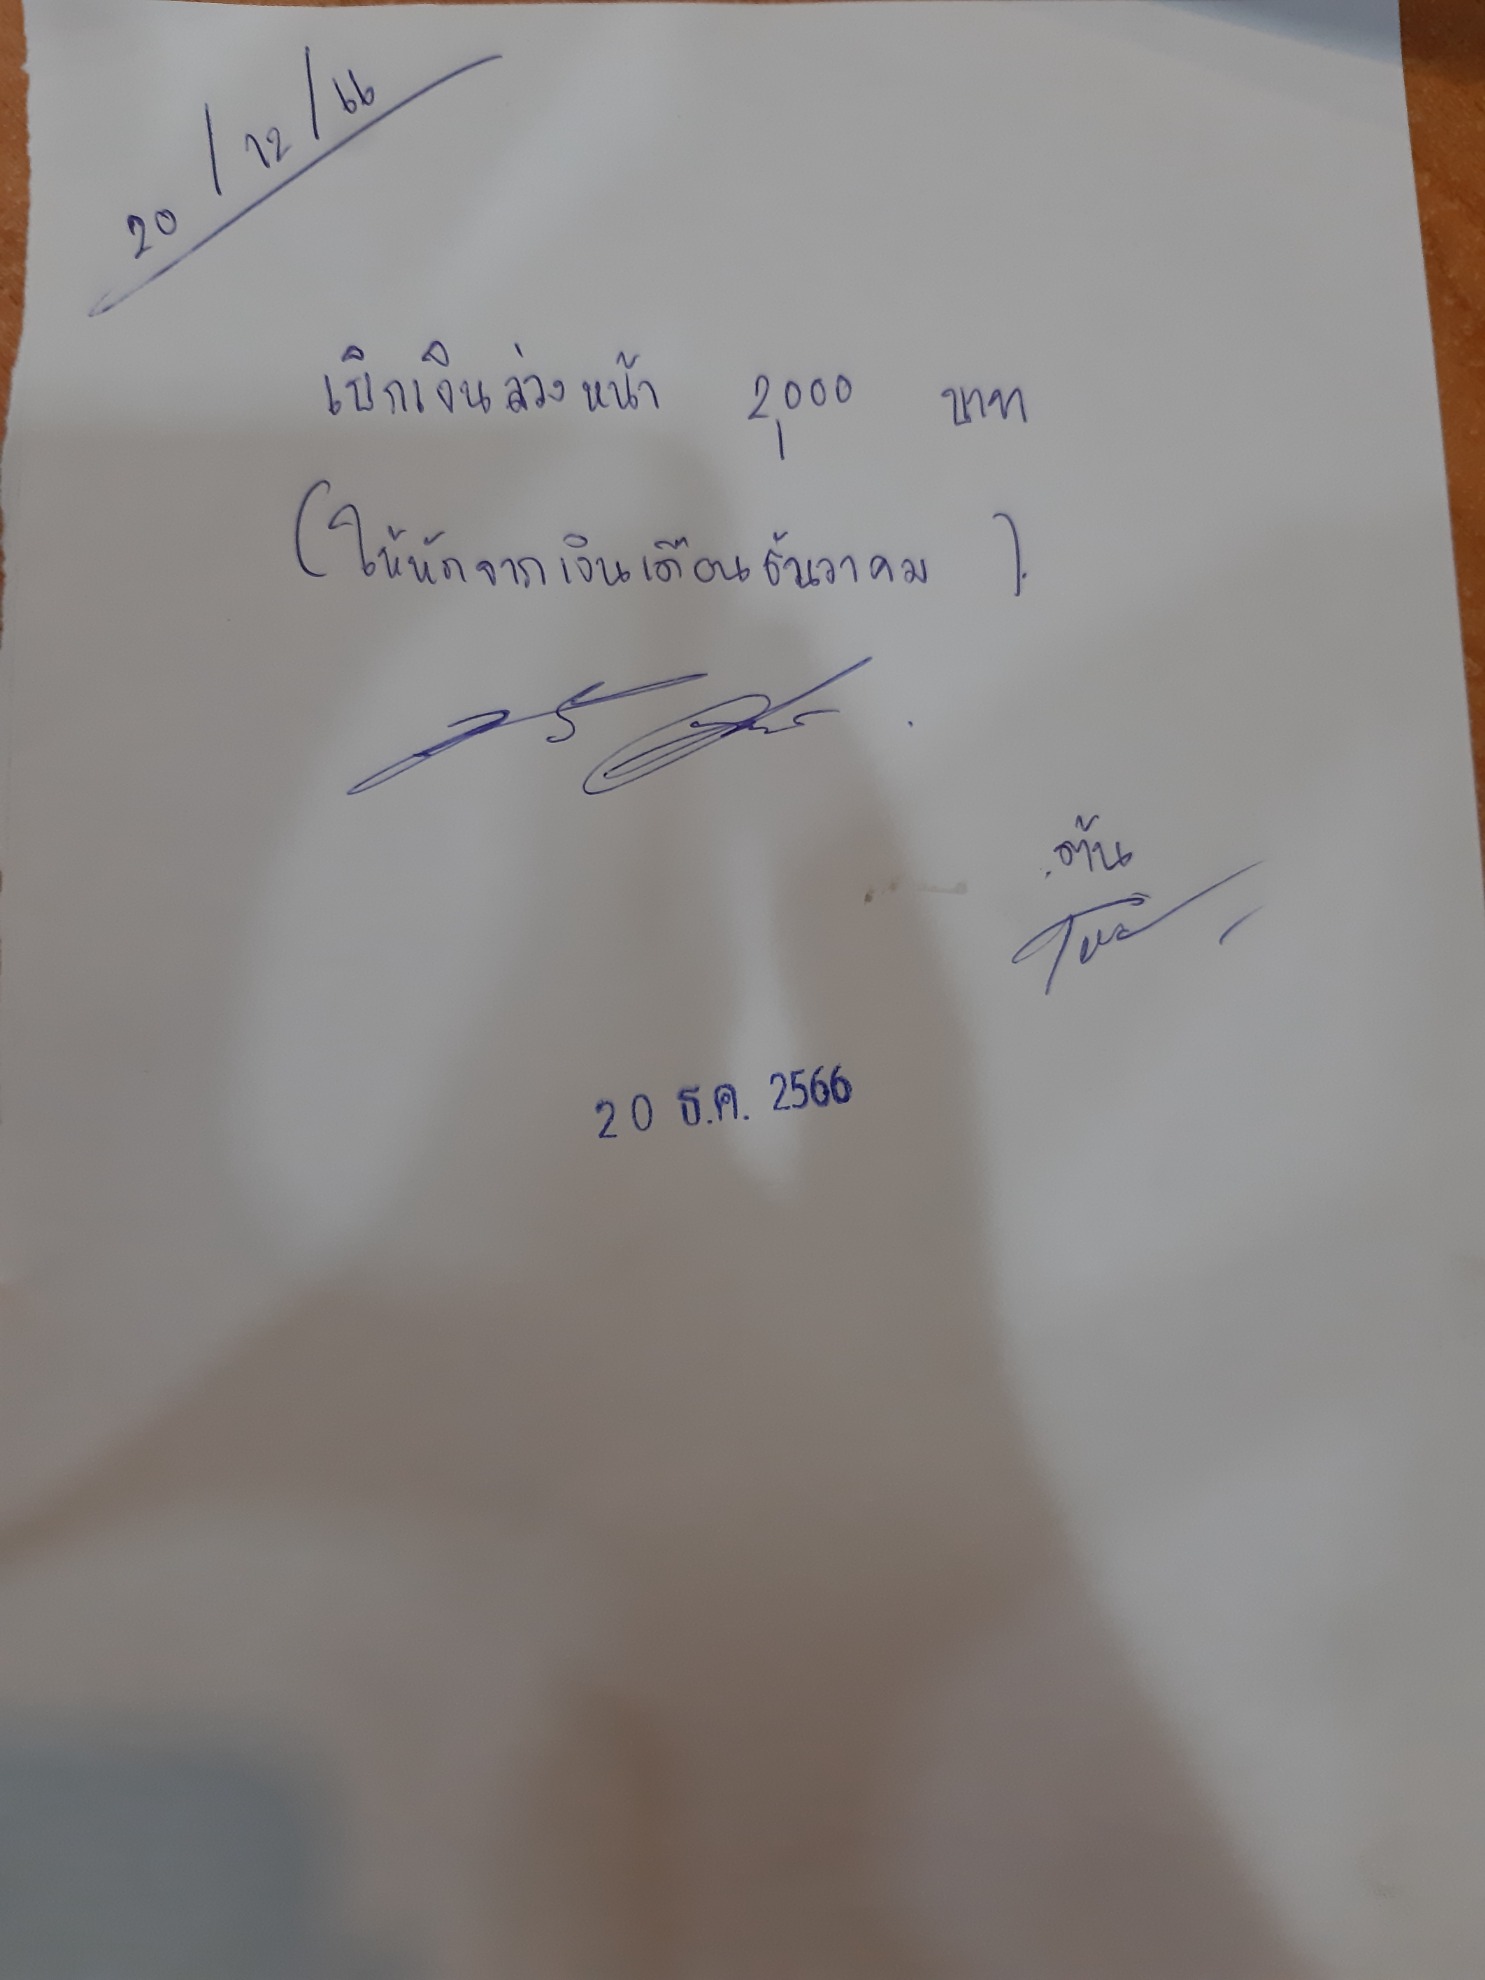 20/12/66
เบิกเงินล่วงหน้า 2,000 บาท
(ให้หักจากเงินเดือนธันวาคม).
ต้น
20 ธ.ค. 2566